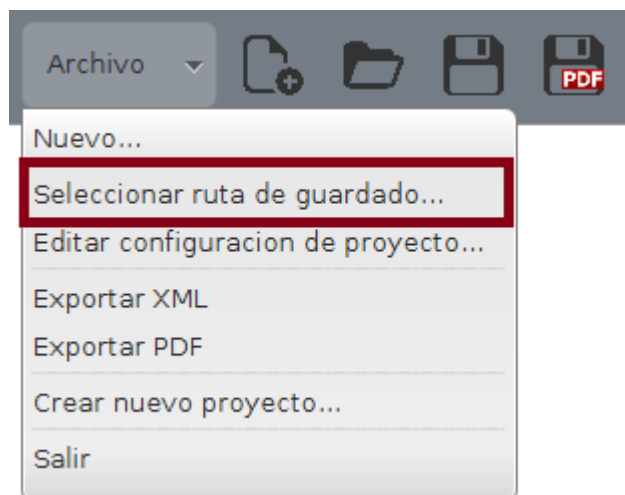 Archivo
PDF
Nuevo...
Seleccionar ruta de guardado...
Editar configuracion de proyecto...
Exportar XML
Exportar PDF
Crear nuevo proyecto...
Salir